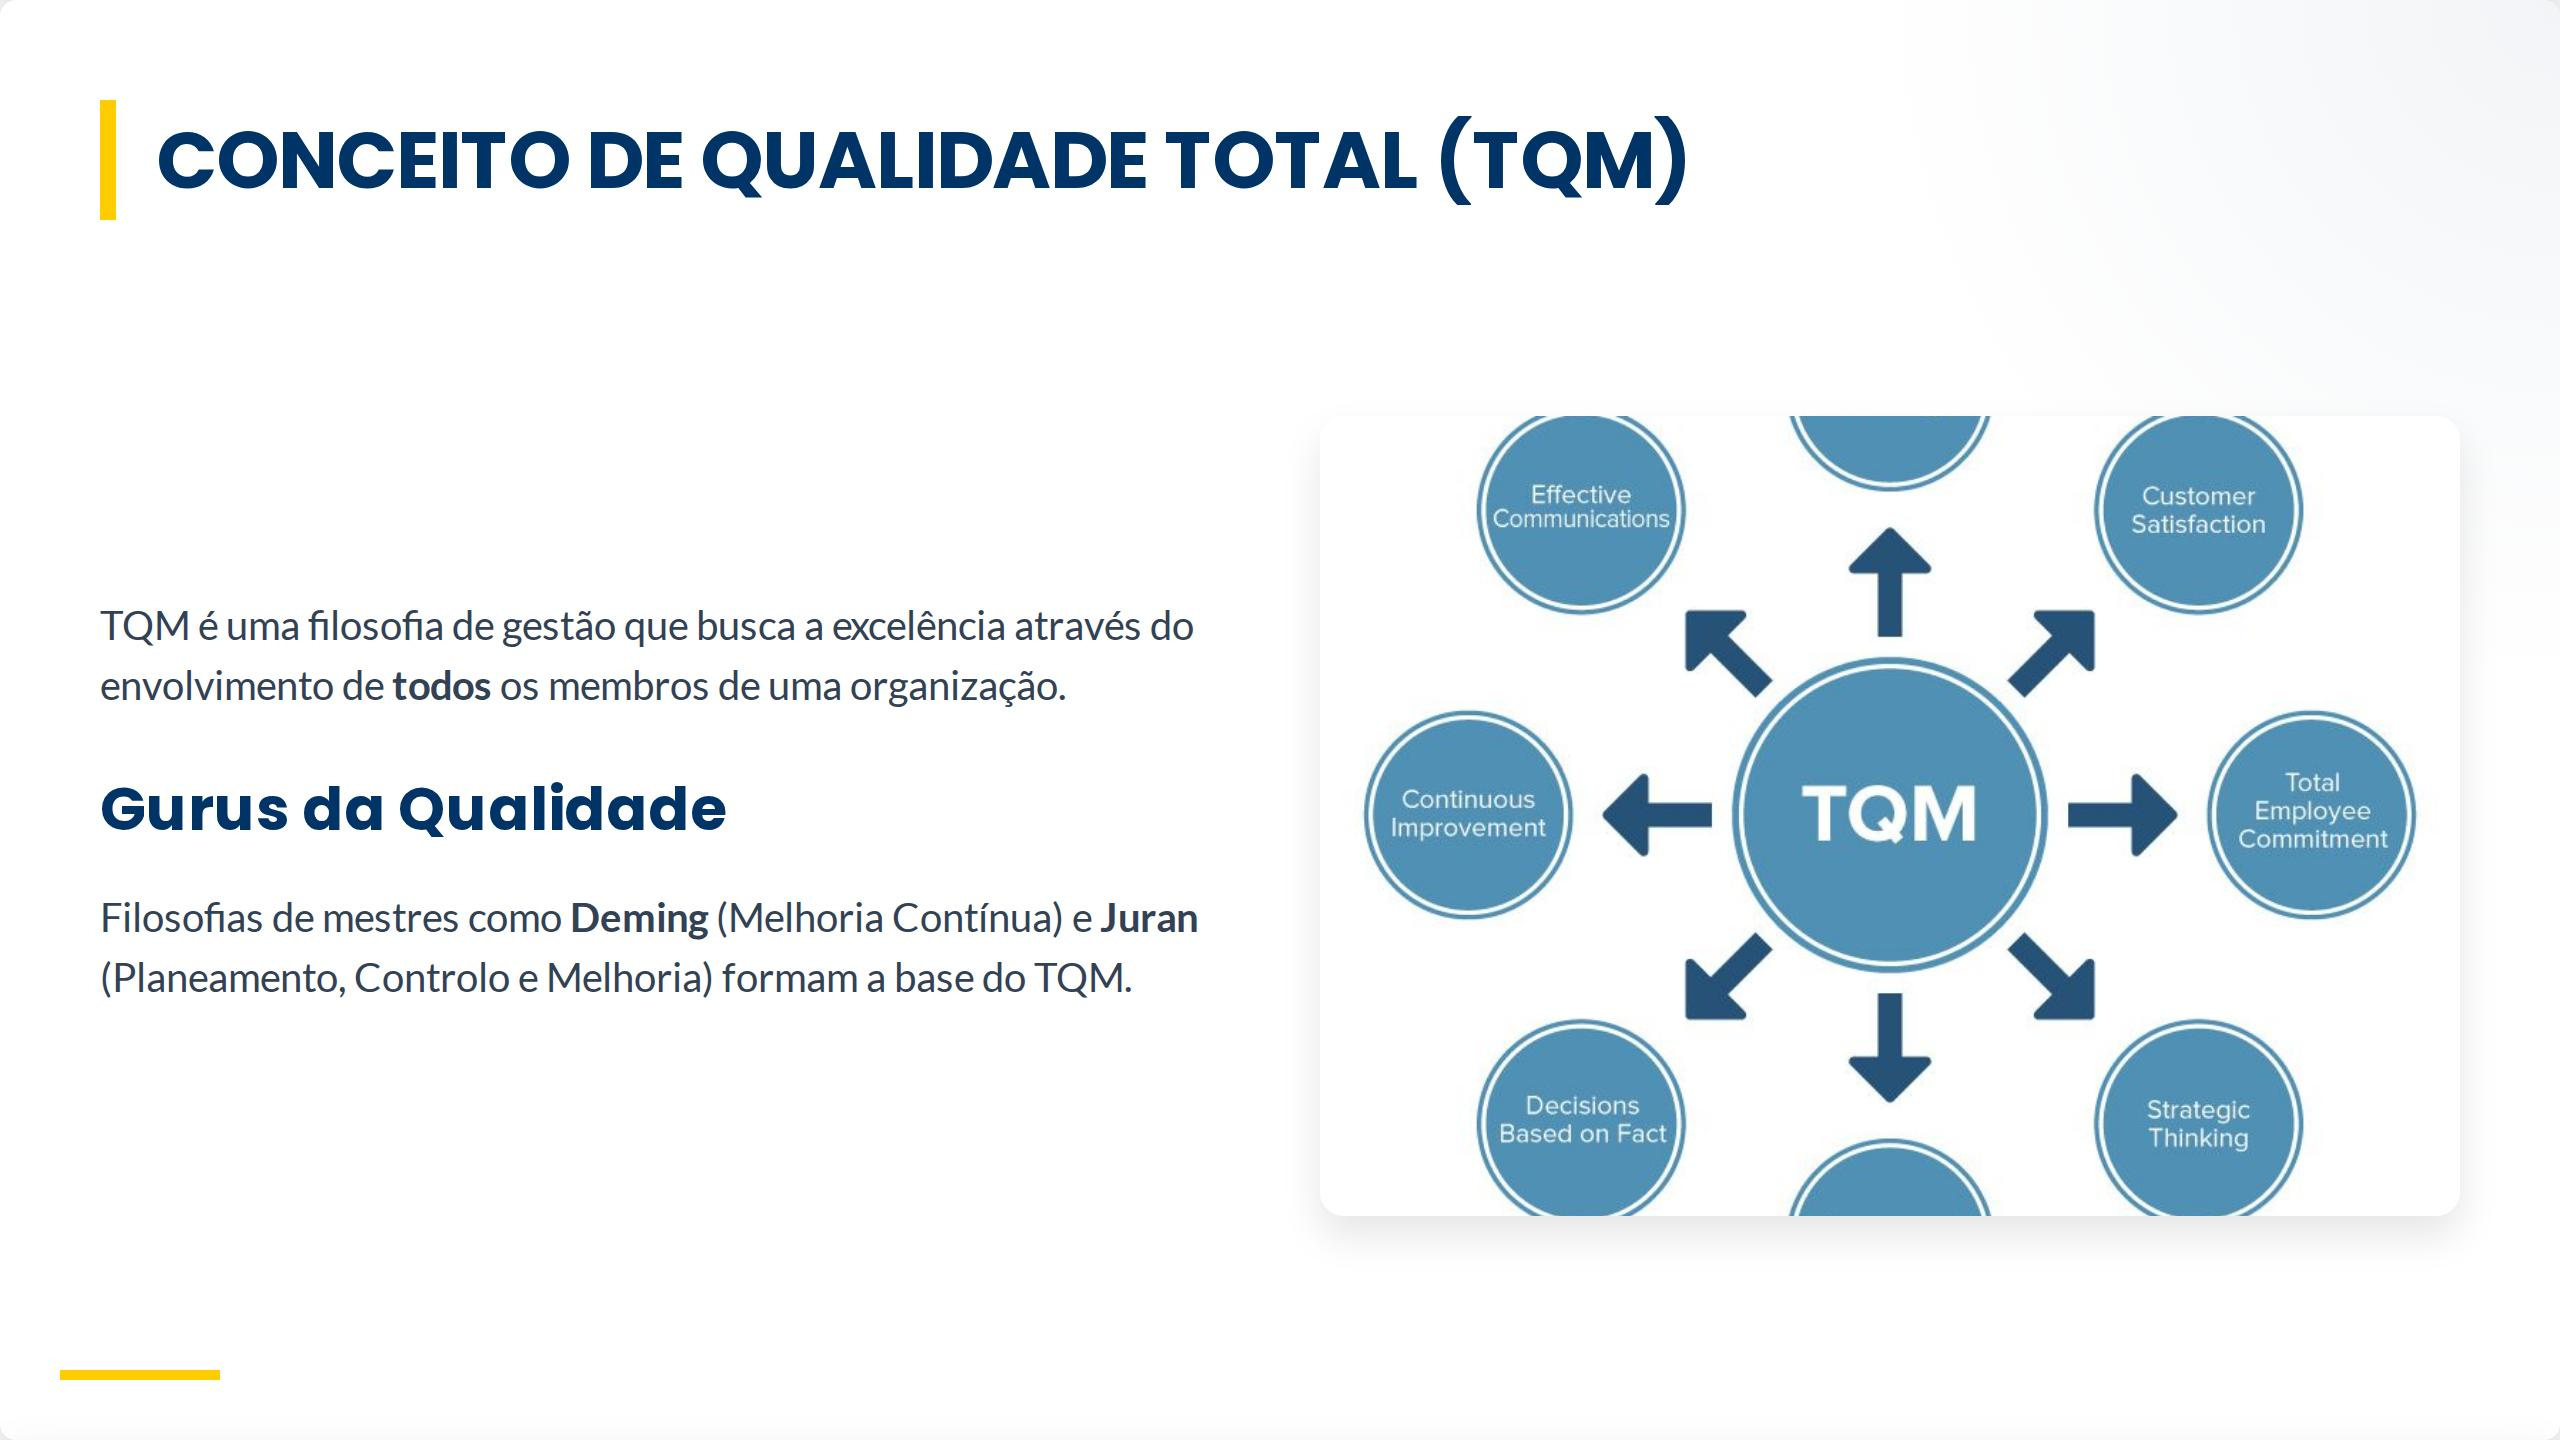 CONCEITO DE QUALIDADE TOTAL (TQM)
TQM é uma filosofia de gestão que busca a excelência através do
envolvimento de todos os membros de uma organização.
Gurus da Qualidade
Filosofias de mestres como Deming (Melhoria Contínua) e Juran
(Planeamento, Controlo e Melhoria) formam a base do TQM.
Effective
Communications
Customer
Satisfaction
Continuous
Improvement
TQM
Total
Employee
Commitment
Decisions
Based on Fact
Strategic
Thinking